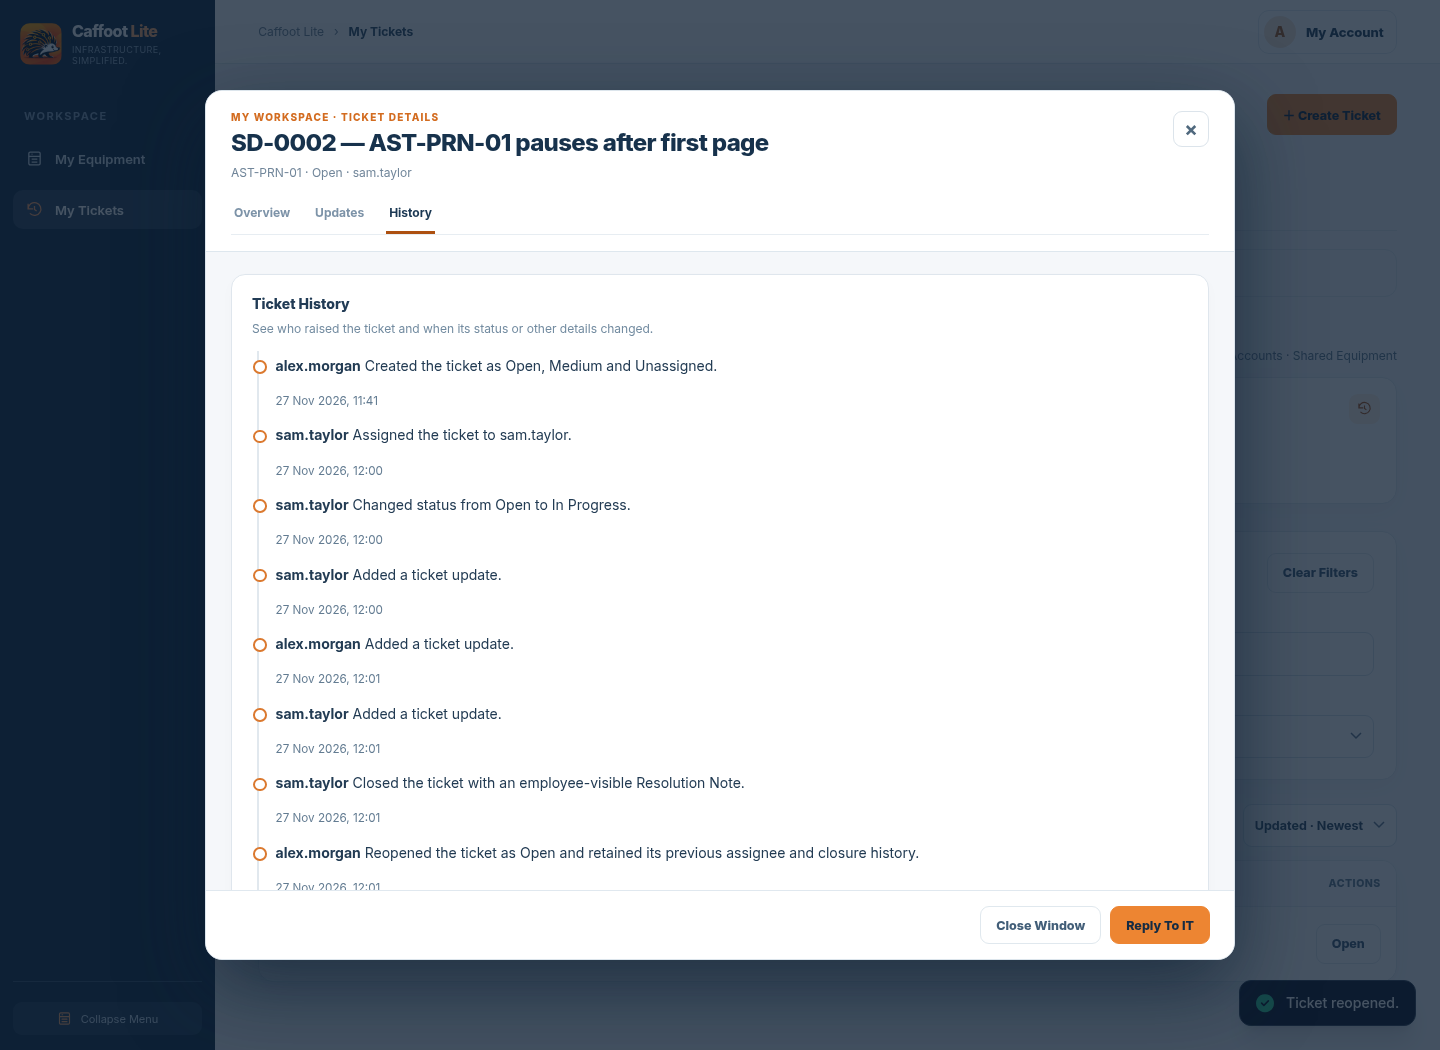 Caffoot Lite
INFRASTRUCTURE,
SIMPLIFIED.
Caffoot Lite › My Tickets
A My Account
WORKSPACE
My Equipment
My Tickets
+ Create Ticket
MY WORKSPACE · TICKET DETAILS
SD-0002 — AST-PRN-01 pauses after first page
AST-PRN-01 · Open · sam.taylor
×
Overview Updates History
Ticket History
See who raised the ticket and when its status or other details changed.
alex.morgan Created the ticket as Open, Medium and Unassigned.
27 Nov 2026, 11:41
sam.taylor Assigned the ticket to sam.taylor.
27 Nov 2026, 12:00
sam.taylor Changed status from Open to In Progress.
27 Nov 2026, 12:00
sam.taylor Added a ticket update.
27 Nov 2026, 12:00
alex.morgan Added a ticket update.
27 Nov 2026, 12:01
sam.taylor Added a ticket update.
27 Nov 2026, 12:01
sam.taylor Closed the ticket with an employee-visible Resolution Note.
27 Nov 2026, 12:01
alex.morgan Reopened the ticket as Open and retained its previous assignee and closure history.
27 Nov 2026, 12:01
Close Window
Reply To IT
Accounts · Shared Equipment
Clear Filters
Updated · Newest
ACTIONS
Open
Ticket reopened.
Collapse Menu